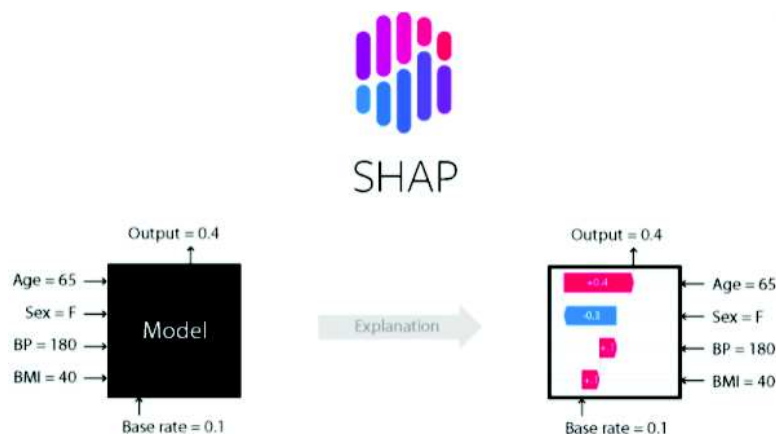 SHAP
Output = 0.4
Age = 65
Sex = F
BP = 180
BMI = 40
Model
Base rate = 0.1
Explanation
Output = 0.4
+0.4
-0.3
Age = 65
Sex = F
BP = 180
BMI = 40
Base rate = 0.1